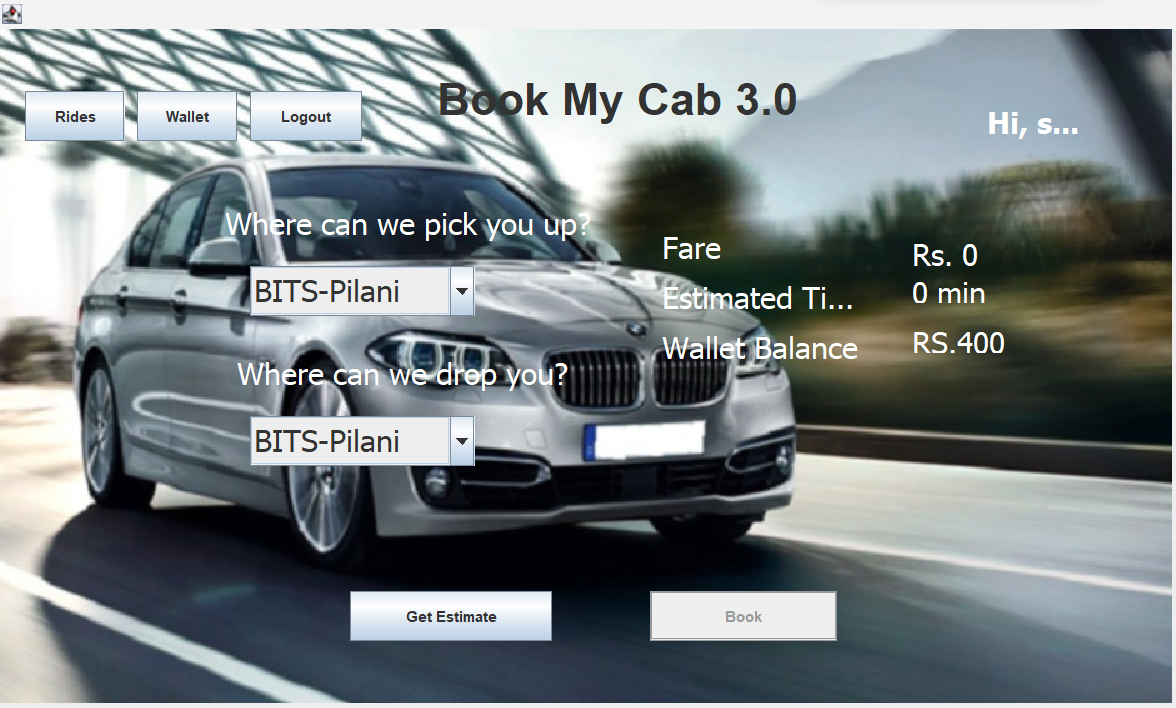 Book My Cab 3.0
Rides
Wallet
Logout
Hi, s...
Where can we pick you up?
BITS-Pilani
Where can we drop you?
BITS-Pilani
Fare
Rs. 0
Estimated Ti...
0 min
Wallet Balance
RS.400
Get Estimate
Book